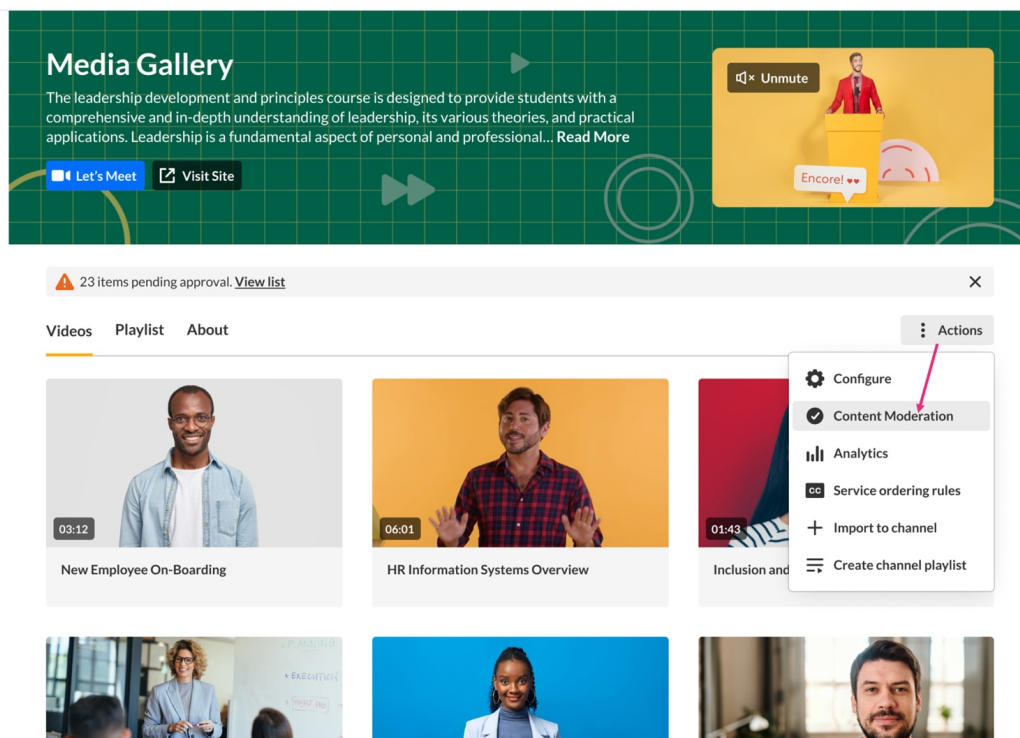 Media Gallery
The leadership development and principles course is designed to provide students with a
comprehensive and in-depth understanding of leadership, its various theories, and practical
applications. Leadership is a fundamental aspect of personal and professional... Read More
Let's Meet
Visit Site
Unmute
Encore!
23 items pending approval. View list
Videos
Playlist
About
Actions
Configure
Content Moderation
Analytics
CC
Service ordering rules
Import to channel
Create channel playlist
03:12
New Employee On-Boarding
06:01
HR Information Systems Overview
01:43
Inclusion and
PLANNING
EXECUTION